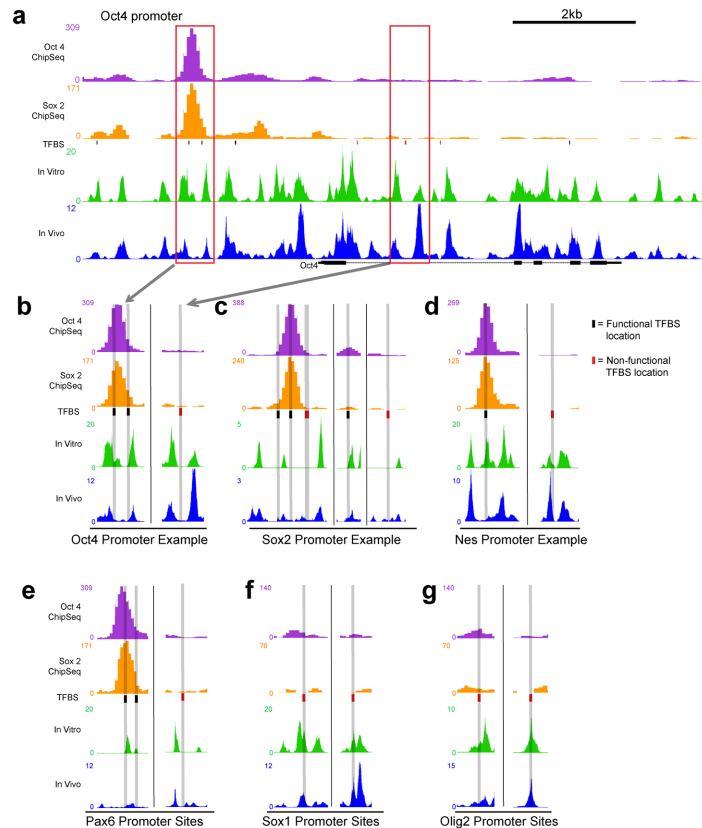 a
Oct4 promoter
2kb
309
Oct 4
ChipSeq
0
171
Sox 2
ChipSeq
0
TFBS
20
In Vitro
0
12
In Vivo
0
Oct4
b
309
Oct 4
ChipSeq
0
171
Sox 2
ChipSeq
0
TFBS
20
In Vitro
0
12
In Vivo
0
Oct4 Promoter Example
c
388
0
240
0
5
0
3
0
Sox2 Promoter Example
d
269
0
125
0
20
0
10
0
Nes Promoter Example
= Functional TFBS
location
= Non-functional
TFBS location
e
309
Oct 4
ChipSeq
0
171
Sox 2
ChipSeq
0
TFBS
20
In Vitro
0
12
In Vivo
0
Pax6 Promoter Sites
f
140
0
70
0
20
0
12
0
Sox1 Promoter Sites
g
140
0
70
0
10
0
15
0
Olig2 Promoter Sites